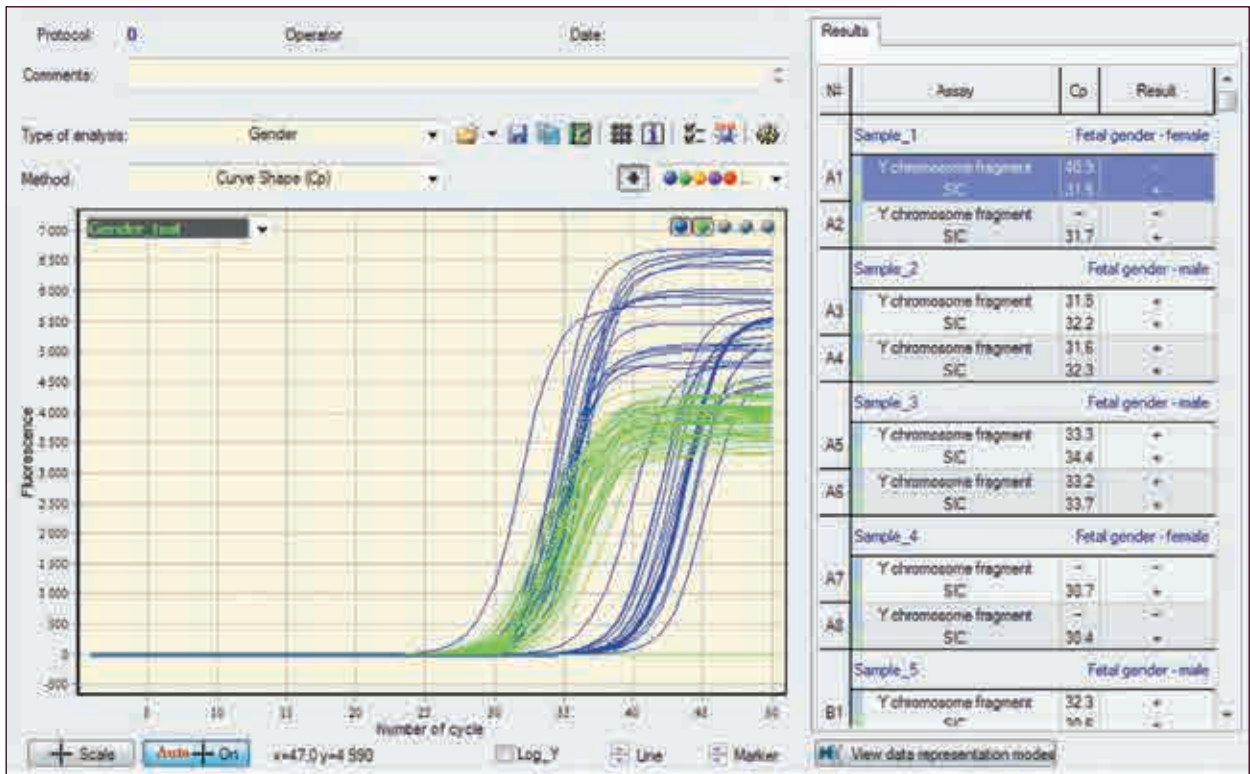 Protocol: 0 Operator Date:
Comments:
Type of analysis: Gender
Method: Curve Shape (Cp)
Gender_test
7 000
6 500
6 000
5 500
5 000
4 500
4 000
3 500
3 000
2 500
2 000
1 500
1 000
500
0
-500
Fluorescence
5 10 15 20 25 30 35 40 45 50
Number of cycle
Scale Auto On x=47.0 y=4 590 Log_Y Line Marker
Results
N# Assay Cp Result
Sample_1 Fetal gender - female
A1 Y chromosome fragment 40.3 -
SIC +
A2 Y chromosome fragment - -
SIC 31.7 +
Sample_2 Fetal gender - male
A3 Y chromosome fragment 31.5 +
SIC 32.2 +
A4 Y chromosome fragment 31.6 +
SIC 32.3 +
Sample_3 Fetal gender - male
A5 Y chromosome fragment 33.3 +
SIC 34.4 +
A6 Y chromosome fragment 33.2 +
SIC 33.7 +
Sample_4 Fetal gender - female
A7 Y chromosome fragment - -
SIC 30.7 +
A8 Y chromosome fragment - -
SIC 30.4 +
Sample_5 Fetal gender - male
B1 Y chromosome fragment 32.3 +
SIC
View data representation modes